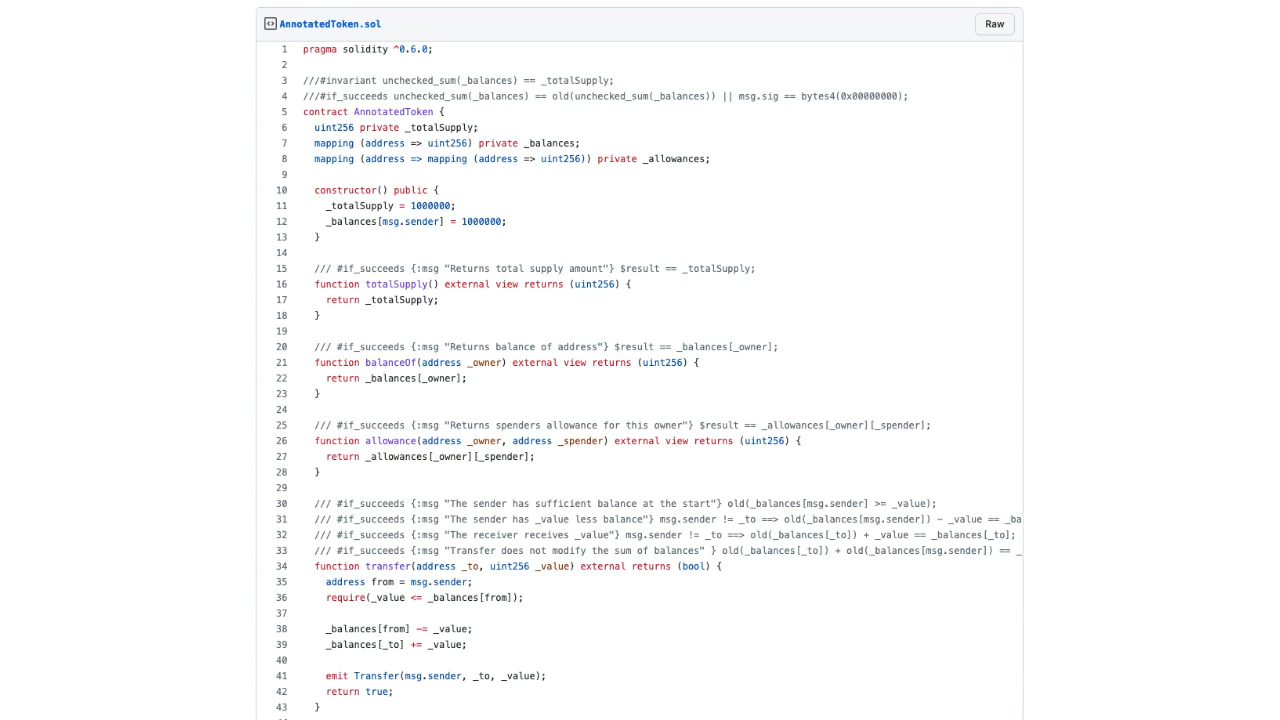 AnnotatedToken.sol
Raw
1 pragma solidity ^0.6.0;
2
3 ///#invariant unchecked_sum(_balances) == _totalSupply;
4 ///#if_succeeds unchecked_sum(_balances) == old(unchecked_sum(_balances)) || msg.sig == bytes4(0x00000000);
5 contract AnnotatedToken {
6 uint256 private _totalSupply;
7 mapping (address => uint256) private _balances;
8 mapping (address => mapping (address => uint256)) private _allowances;
9
10 constructor() public {
11 _totalSupply = 1000000;
12 _balances[msg.sender] = 1000000;
13 }
14
15 /// #if_succeeds {:msg "Returns total supply amount"} $result == _totalSupply;
16 function totalSupply() external view returns (uint256) {
17 return _totalSupply;
18 }
19
20 /// #if_succeeds {:msg "Returns balance of address"} $result == _balances[_owner];
21 function balanceOf(address _owner) external view returns (uint256) {
22 return _balances[_owner];
23 }
24
25 /// #if_succeeds {:msg "Returns spenders allowance for this owner"} $result == _allowances[_owner][_spender];
26 function allowance(address _owner, address _spender) external view returns (uint256) {
27 return _allowances[_owner][_spender];
28 }
29
30 /// #if_succeeds {:msg "The sender has sufficient balance at the start"} old(_balances[msg.sender] >= _value);
31 /// #if_succeeds {:msg "The sender has _value less balance"} msg.sender != _to ==> old(_balances[msg.sender]) - _value == _ba
32 /// #if_succeeds {:msg "The receiver receives _value"} msg.sender != _to ==> old(_balances[_to]) + _value == _balances[_to];
33 /// #if_succeeds {:msg "Transfer does not modify the sum of balances" } old(_balances[_to]) + old(_balances[msg.sender]) == _
34 function transfer(address _to, uint256 _value) external returns (bool) {
35 address from = msg.sender;
36 require(_value <= _balances[from]);
37
38 _balances[from] -= _value;
39 _balances[_to] += _value;
40
41 emit Transfer(msg.sender, _to, _value);
42 return true;
43 }